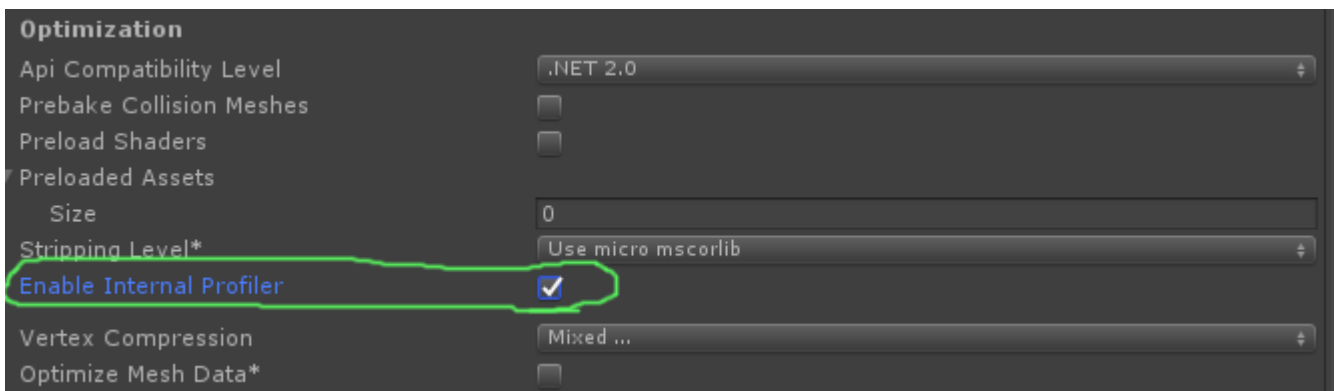 Optimization
Api Compatibility Level .NET 2.0
Prebake Collision Meshes
Preload Shaders
Preloaded Assets
Size 0
Stripping Level* Use micro mscorlib
Enable Internal Profiler
Vertex Compression Mixed ...
Optimize Mesh Data*